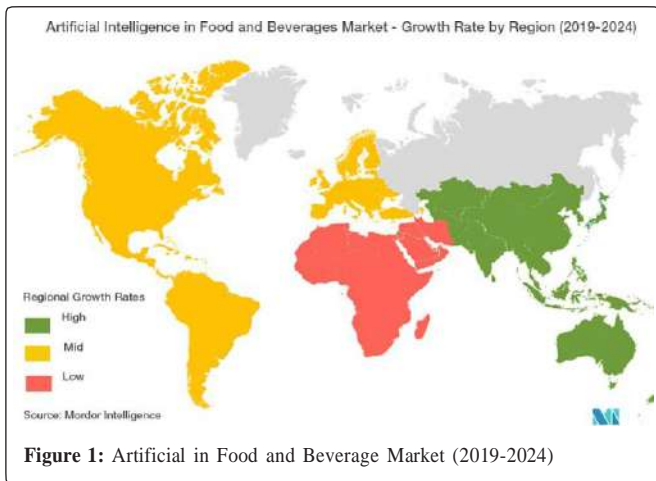 Artificial Intelligence in Food and Beverages Market - Growth Rate by Region (2019-2024)
Regional Growth Rates
High
Mid
Low
Source: Mordor Intelligence
Figure 1: Artificial in Food and Beverage Market (2019-2024)